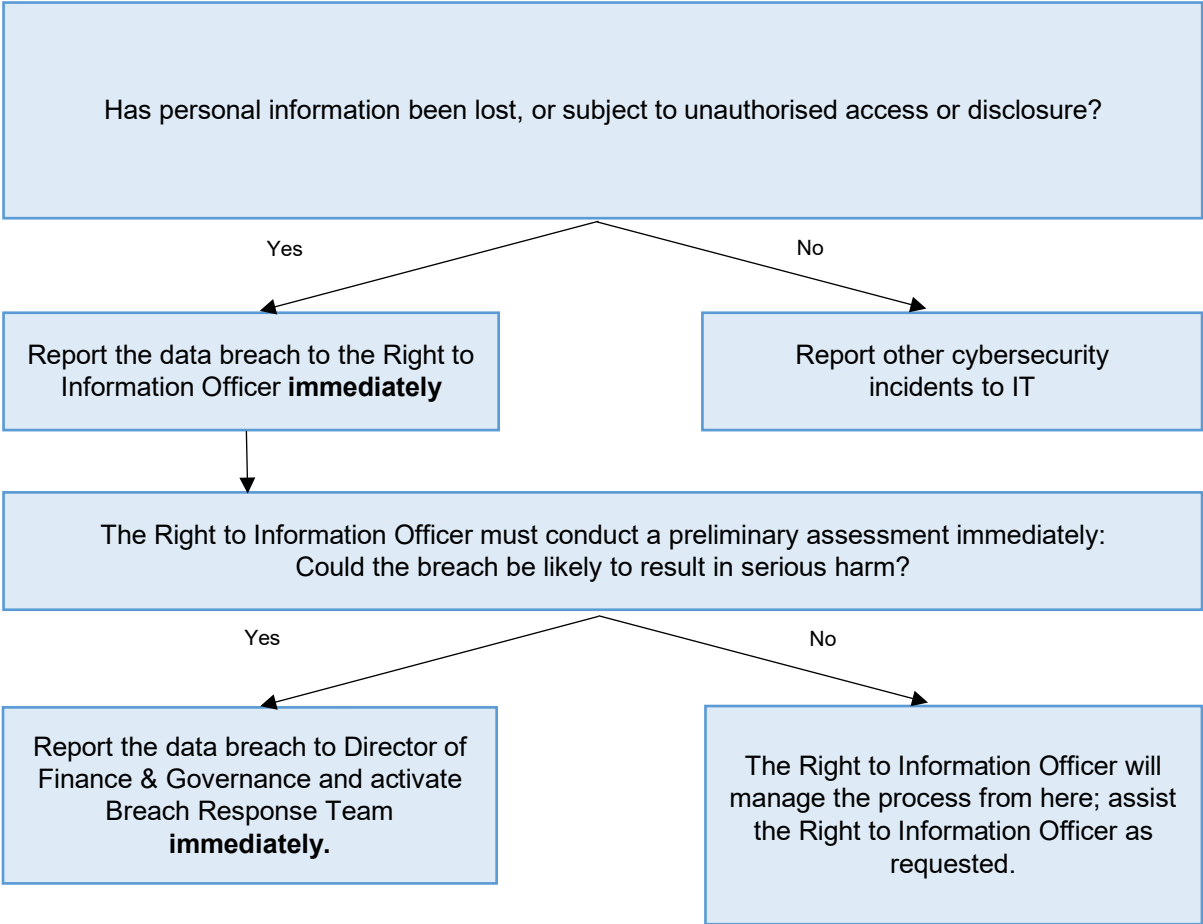 Has personal information been lost, or subject to unauthorised access or disclosure?
Yes
No
Report the data breach to the Right to
Information Officer immediately
Report other cybersecurity
incidents to IT
The Right to Information Officer must conduct a preliminary assessment immediately:
Could the breach be likely to result in serious harm?
Yes
No
Report the data breach to Director of
Finance & Governance and activate
Breach Response Team
immediately.
The Right to Information Officer will
manage the process from here; assist
the Right to Information Officer as
requested.